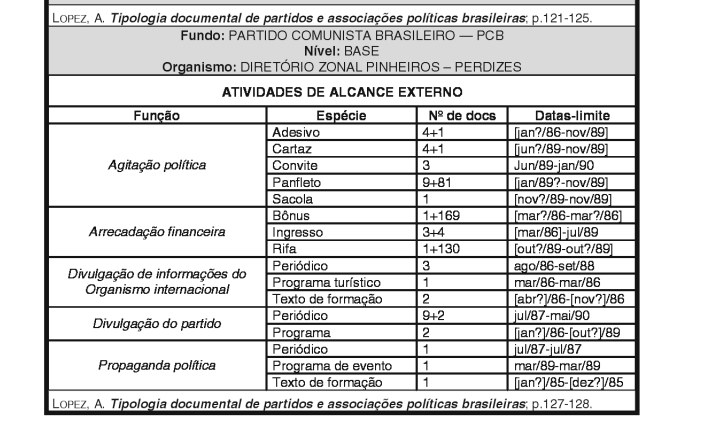 LOPEZ, A. Tipologia documental de partidos e associações políticas brasileiras; p.121-125.
Fundo: PARTIDO COMUNISTA BRASILEIRO — PCB
Nível: BASE
Organismo: DIRETÓRIO ZONAL PINHEIROS – PERDIZES
ATIVIDADES DE ALCANCE EXTERNO
Função Espécie Nº de docs Datas-limite
Agitação política
Adesivo 4+1 [jan?/86-nov/89]
Cartaz 4+1 [jun?/89-nov/89]
Convite 3 Jun/89-jan/90
Panfleto 9+81 [jan/89?-nov/89]
Sacola 1 [nov?/89-nov/89]
Arrecadação financeira
Bônus 1+169 [mar?/86-mar?/86]
Ingresso 3+4 [mar/86]-jul/89
Rifa 1+130 [out?/89-out?/89]
Divulgação de informações do
Organismo internacional
Periódico 3 ago/86-set/88
Programa turístico 1 mar/86-mar/86
Texto de formação 2 [abr?]/86-[nov?]/86
Divulgação do partido
Periódico 9+2 jul/87-mai/90
Programa 2 [jan?]/86-[out?]/89
Propaganda política
Periódico 1 jul/87-jul/87
Programa de evento 1 mar/89-mar/89
Texto de formação 1 [jan?]/85-[dez?]/85
LOPEZ, A. Tipologia documental de partidos e associações políticas brasileiras; p.127-128.